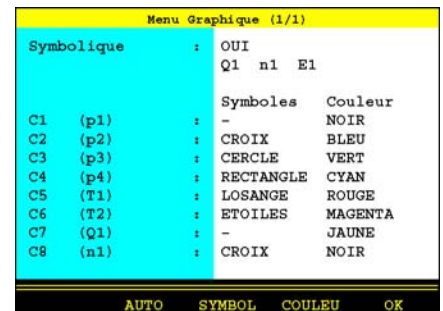 Menu Graphique (1/1)
Symbolique : OUI
Q1 n1 E1
Symboles Couleur
C1 (p1) : - NOIR
C2 (p2) : CROIX BLEU
C3 (p3) : CERCLE VERT
C4 (p4) : RECTANGLE CYAN
C5 (T1) : LOSANGE ROUGE
C6 (T2) : ETOILES MAGENTA
C7 (Q1) : - JAUNE
C8 (n1) : CROIX NOIR
AUTO SYMBOL COULEU OK